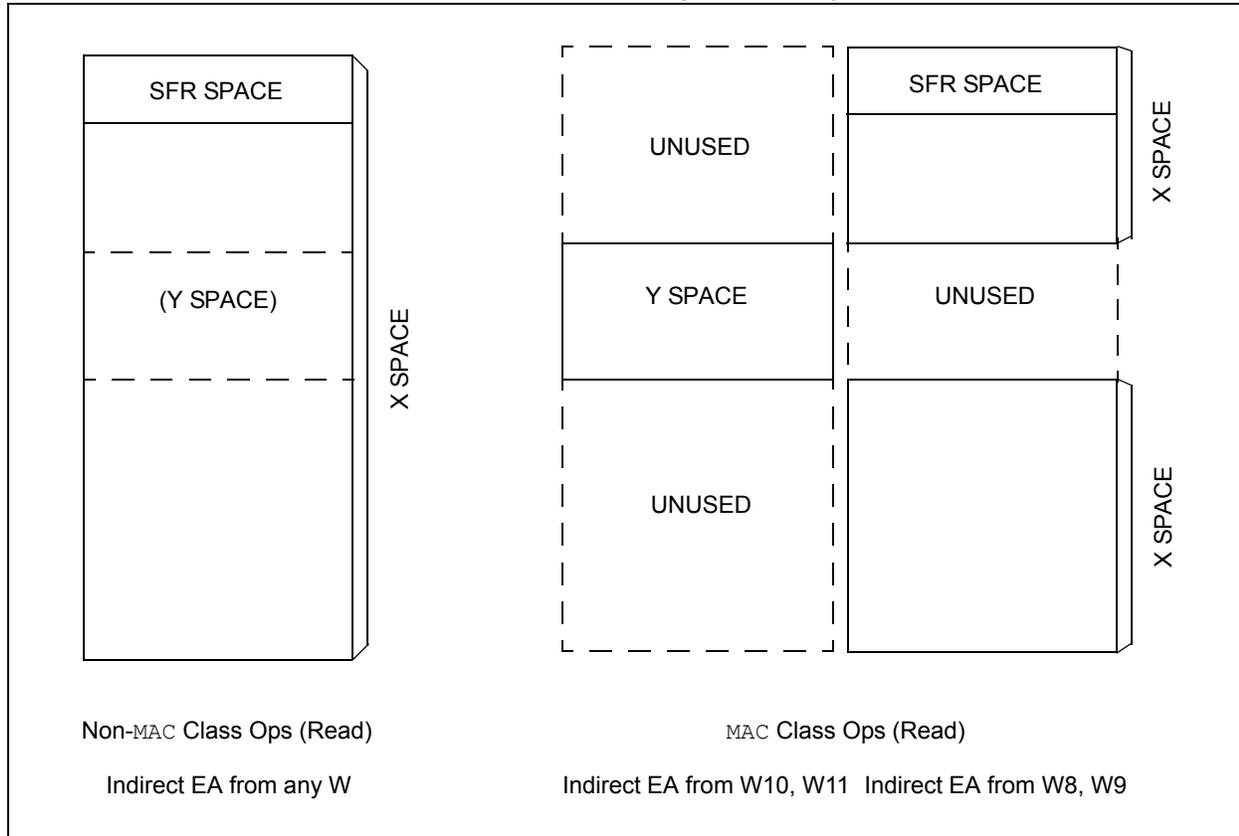 SFR SPACE
(Y SPACE)
X SPACE
Non-MAC Class Ops (Read)
Indirect EA from any W
UNUSED
Y SPACE
UNUSED
SFR SPACE
X SPACE
UNUSED
X SPACE
MAC Class Ops (Read)
Indirect EA from W10, W11 Indirect EA from W8, W9